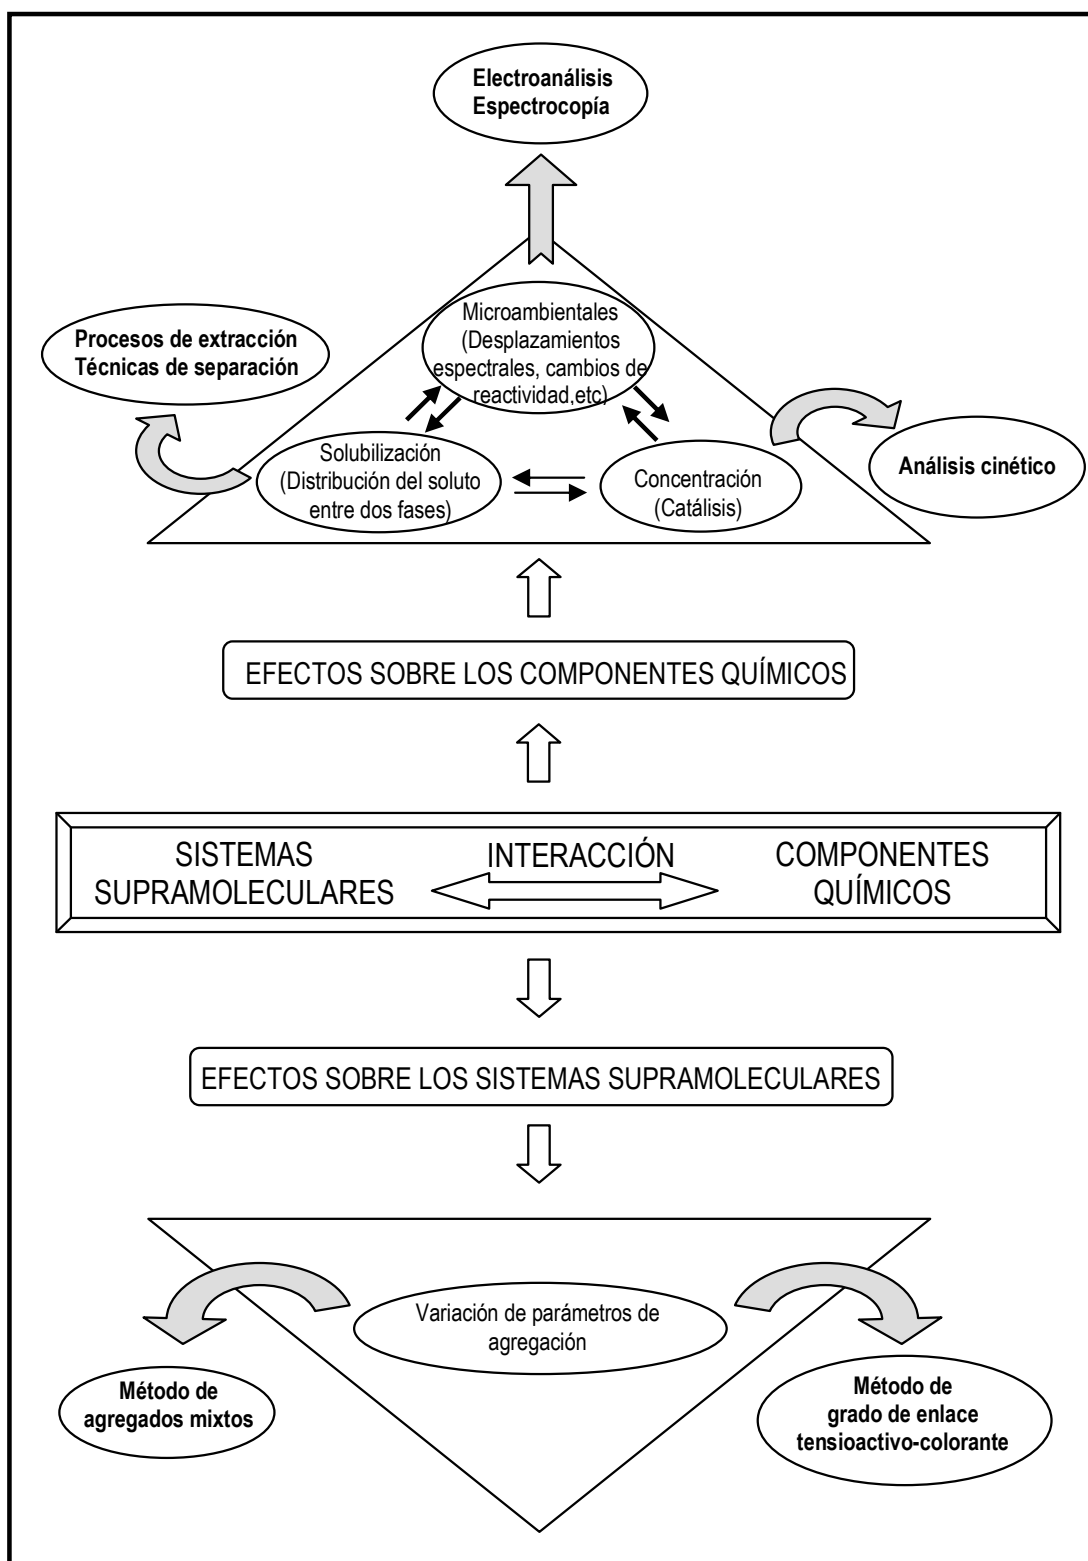 Electroanálisis
Espectrocopía
Microambientales
(Desplazamientos
espectrales, cambios de
reactividad,etc)
Procesos de extracción
Técnicas de separación
Solubilización
(Distribución del soluto
entre dos fases)
Concentración
(Catálisis)
Análisis cinético
EFECTOS SOBRE LOS COMPONENTES QUÍMICOS
SISTEMAS
SUPRAMOLECULARES
INTERACCIÓN
COMPONENTES
QUÍMICOS
EFECTOS SOBRE LOS SISTEMAS SUPRAMOLECULARES
Variación de parámetros de
agregación
Método de
agregados mixtos
Método de
grado de enlace
tensioactivo-colorante